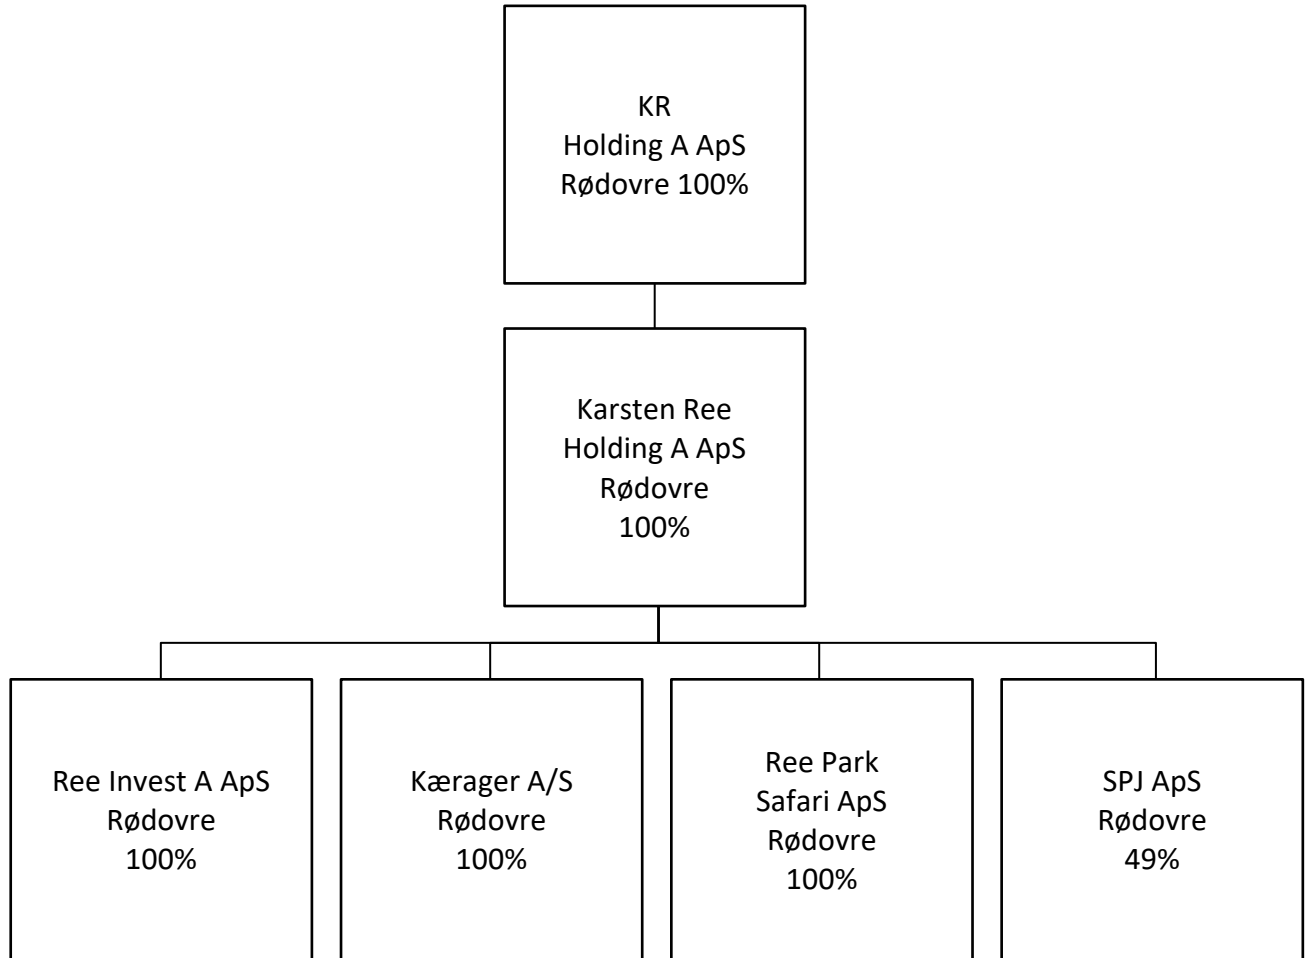 KR
Holding A ApS
Rødovre 100%
Karsten Ree
Holding A ApS
Rødovre
100%
Ree Invest A ApS
Rødovre
100%
Kærager A/S
Rødovre
100%
Ree Park
Safari ApS
Rødovre
100%
SPJ ApS
Rødovre
49%